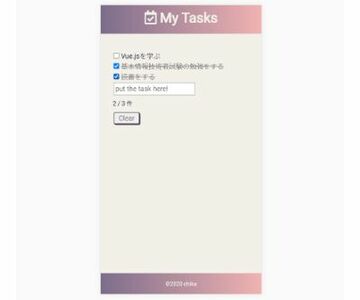 My Tasks
Vue.jsを学ぶ
基本情報技術者試験の勉強をする
読書をする
put the task here!
2 / 3 件
Clear
©2020 chika